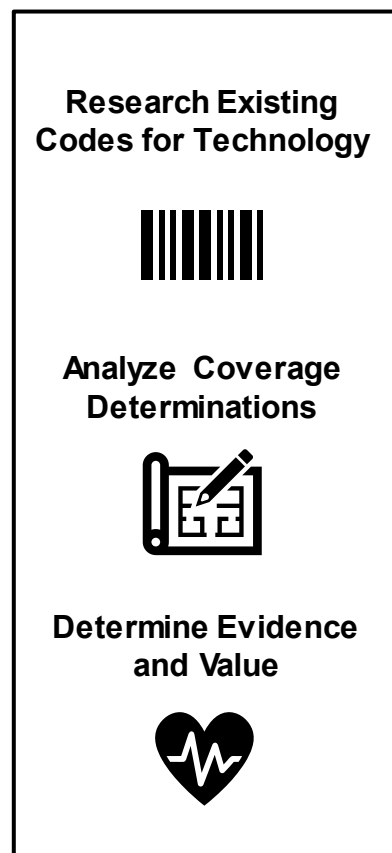 Research Existing
Codes for Technology
Analyze Coverage
Determinations
Determine Evidence
and Value